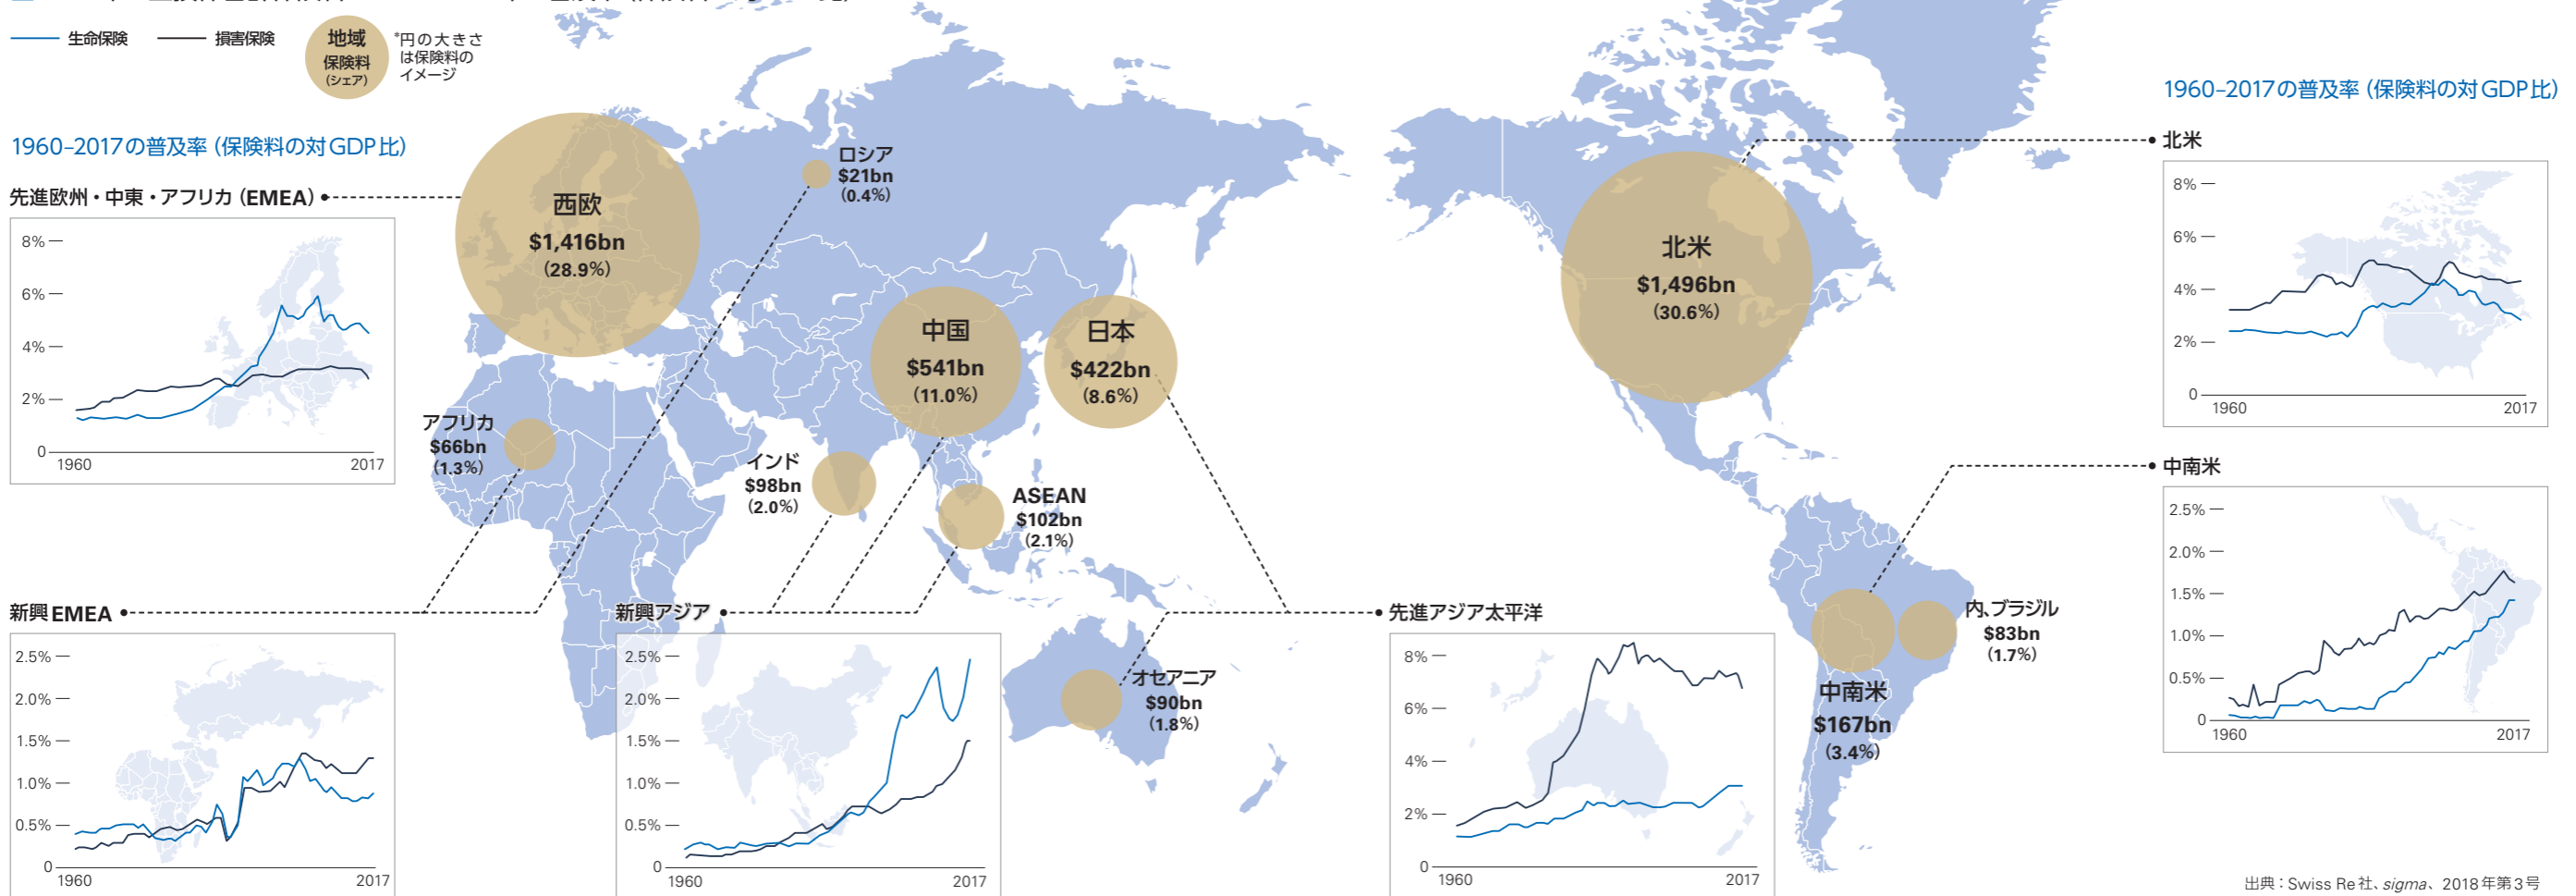 生命保険
損害保険
地域
保険料
(シェア)
*円の大きさ
は保険料の
イメージ
1960–2017の普及率(保険料の対GDP比)
先進欧州・中東・アフリカ(EMEA)
8%
6%
4%
2%
0
1960
2017
西欧
$1,416bn
(28.9%)
ロシア
$21bn
(0.4%)
中国
$541bn
(11.0%)
日本
$422bn
(8.6%)
アフリカ
$66bn
(1.3%)
インド
$98bn
(2.0%)
ASEAN
$102bn
(2.1%)
オセアニア
$90bn
(1.8%)
北米
$1,496bn
(30.6%)
中南米
$167bn
(3.4%)
内、ブラジル
$83bn
(1.7%)
新興EMEA
2.5%
2.0%
1.5%
1.0%
0.5%
0
1960
2017
新興アジア
2.5%
2.0%
1.5%
1.0%
0.5%
0
1960
2017
先進アジア太平洋
8%
6%
4%
2%
0
1960
2017
1960–2017の普及率(保険料の対GDP比)
北米
8%
6%
4%
2%
0
1960
2017
中南米
2.5%
2.0%
1.5%
1.0%
0.5%
0
1960
2017
出典:Swiss Re社、sigma、2018年第3号